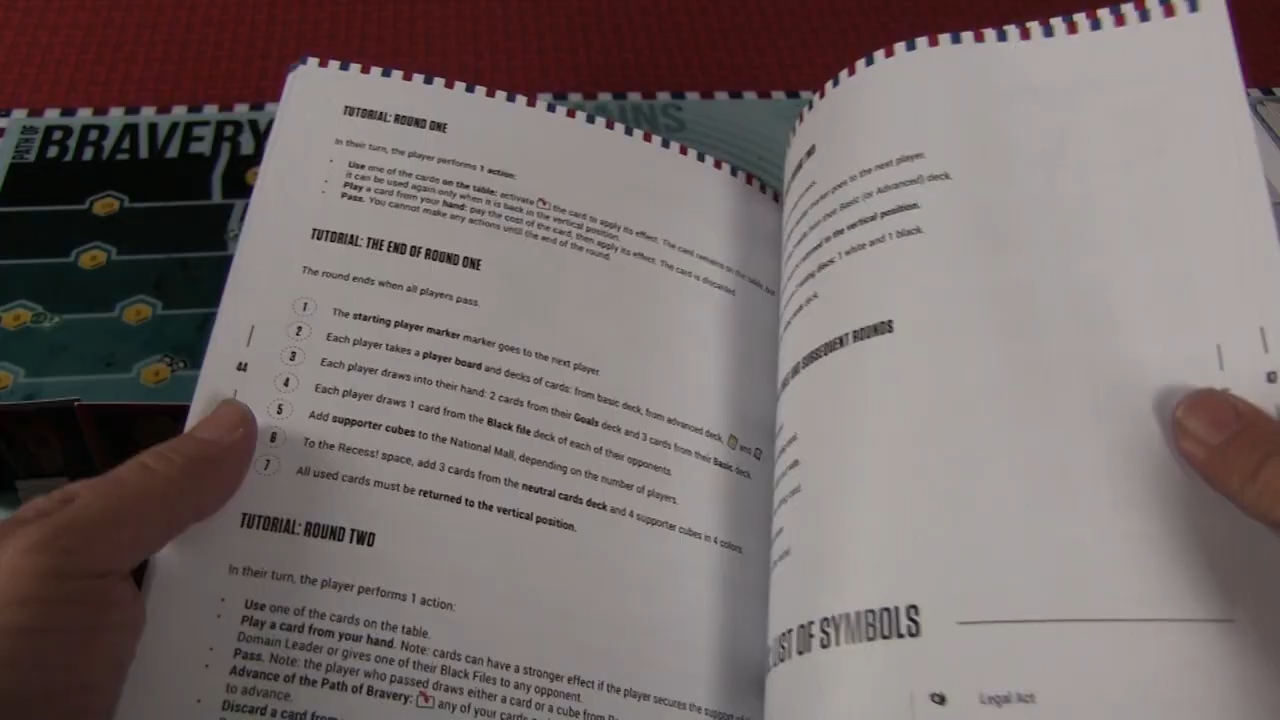 PATH OF
BRAVERY
AINS
TUTORIAL: ROUND ONE
In their turn, the player performs 1 action:
Use one of the cards on the table: activate the card to apply its effect. The card remains on the table, but
it can be used again only when it is back in the vertical position.
Play a card from your hand: pay the cost of the card, then apply its effect. The card is discarded.
Pass. You cannot make any actions until the end of the round.
TUTORIAL: THE END OF ROUND ONE
The round ends when all players pass.
1 The starting player marker marker goes to the next player.
2 Each player takes a player board and decks of cards: from basic deck, from advanced deck, and
3 Each player draws into their hand: 2 cards from their Goals deck and 3 cards from their Basic deck.
4 Each player draws 1 card from the Black file deck of each of their opponents.
5 Add supporter cubes to the National Mall, depending on the number of players.
6 To the Recess! space, add 3 cards from the neutral cards deck and 4 supporter cubes in 4 colors.
7 All used cards must be returned to the vertical position.
44
TUTORIAL: ROUND TWO
In their turn, the player performs 1 action:
Use one of the cards on the table.
Play a card from your hand. Note: cards can have a stronger effect if the player secures the support of
Domain Leader or gives one of their Black Files to any opponent.
Pass. Note: the player who passed draws either a card or a cube from
Advance of the Path of Bravery: any of your cards
to advance.
Discard a card from
TWO
goes to the next player.
from their Basic (or Advanced) deck.
to the vertical position.
discs: 1 white and 1 black.
deck.
AND SUBSEQUENT ROUNDS
LIST OF SYMBOLS
Legal Act